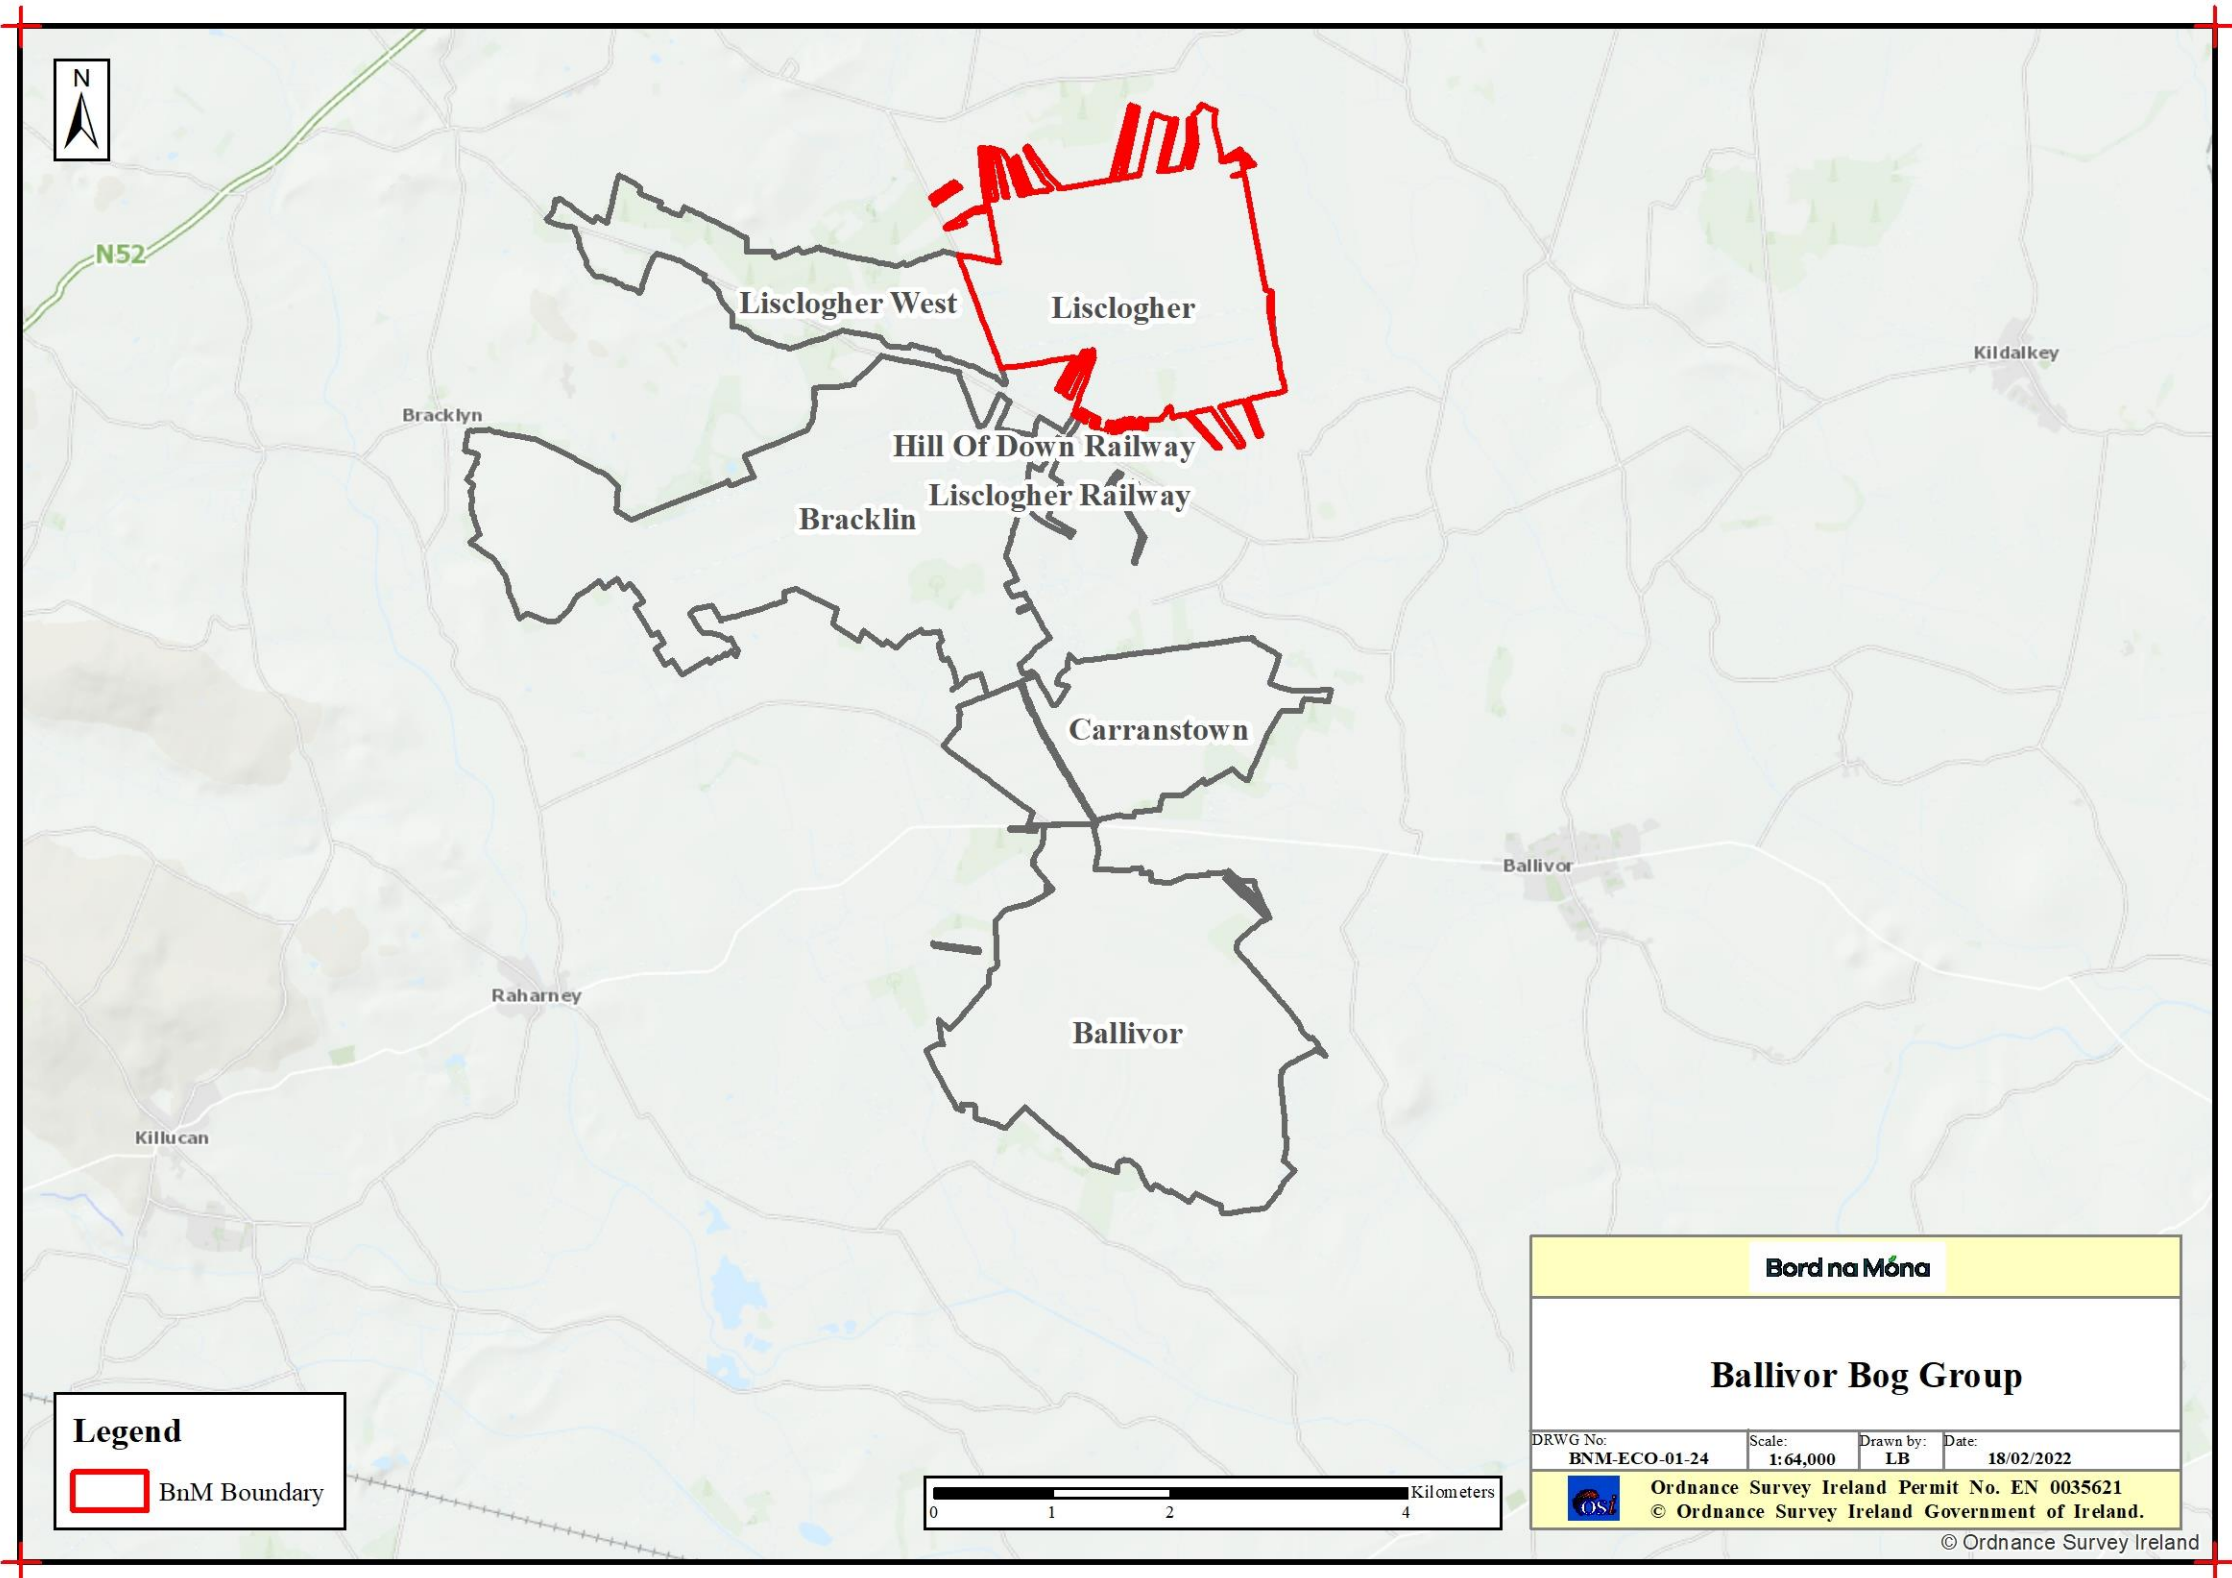 N
N52
Lisclogher West
Lisclogher
Kildalkey
Bracklyn
Hill Of Down Railway
Lisclogher Railway
Bracklin
Carranstown
Ballivor
Raharney
Ballivor
Killucan
Legend
BnM Boundary
Kilometers
0 1 2 4
Bord na Móna
Ballivor Bog Group
DRWG No: Scale: Drawn by: Date:
BNM-ECO-01-24 1:64,000 LB 18/02/2022
osi
Ordnance Survey Ireland Permit No. EN 0035621
© Ordnance Survey Ireland Government of Ireland.
© Ordnance Survey Ireland